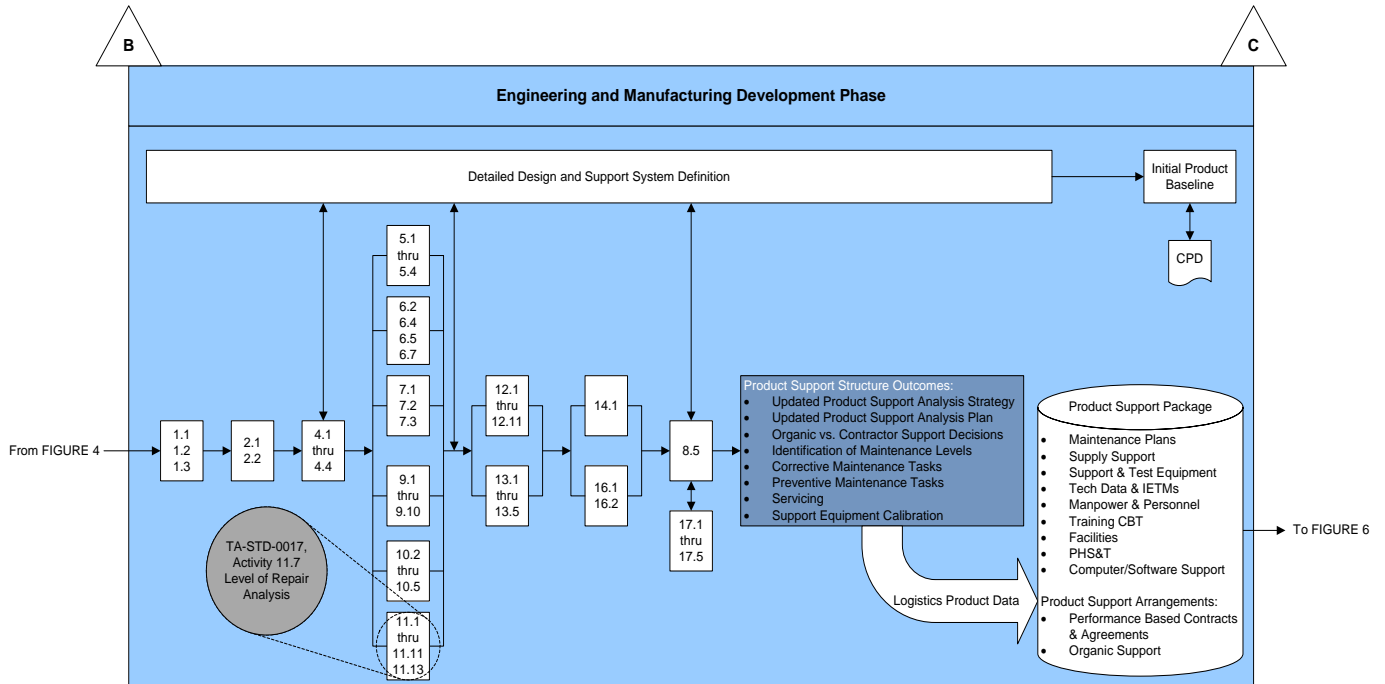 B
C
Engineering and Manufacturing Development Phase
Detailed Design and Support System Definition
Initial Product
Baseline
CPD
From FIGURE 4
1.1
1.2
1.3
2.1
2.2
4.1
thru
4.4
5.1
thru
5.4
6.2
6.4
6.5
6.7
7.1
7.2
7.3
9.1
thru
9.10
10.2
thru
10.5
11.1
thru
11.11
11.13
TA-STD-0017,
Activity 11.7
Level of Repair
Analysis
12.1
thru
12.11
13.1
thru
13.5
14.1
16.1
16.2
8.5
17.1
thru
17.5
Product Support Structure Outcomes:
• Updated Product Support Analysis Strategy
• Updated Product Support Analysis Plan
• Organic vs. Contractor Support Decisions
• Identification of Maintenance Levels
• Corrective Maintenance Tasks
• Preventive Maintenance Tasks
• Servicing
• Support Equipment Calibration
Logistics Product Data
Product Support Package
• Maintenance Plans
• Supply Support
• Support & Test Equipment
• Tech Data & IETMs
• Manpower & Personnel
• Training CBT
• Facilities
• PHS&T
• Computer/Software Support
Product Support Arrangements:
• Performance Based Contracts
& Agreements
• Organic Support
To FIGURE 6